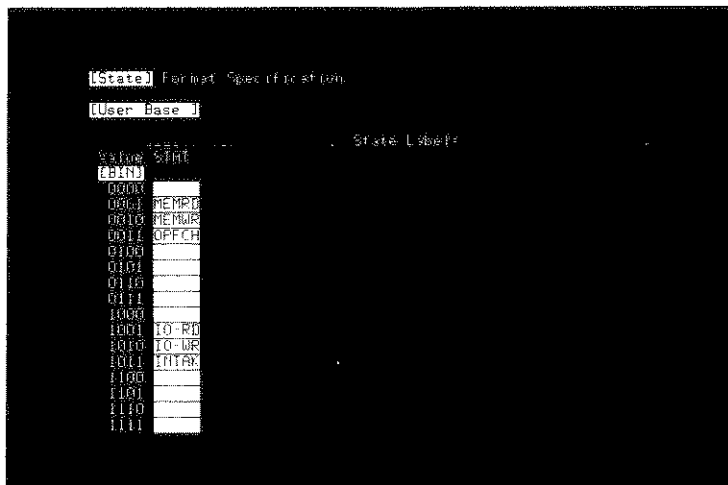 [State] Format Specification
[User Base ]
State Labels
Value STAT
[BIN]
0000
0001 MEMRD
0010 MEMWR
0011 OPFCH
0100
0101
0110
0111
1000
1001 IO-RD
1010 IO-WR
1011 INTAK
1100
1101
1110
1111